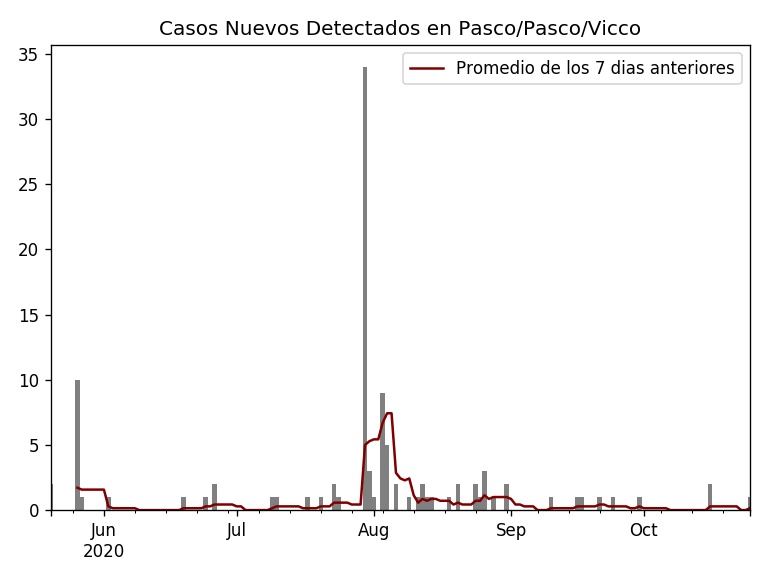 Casos Nuevos Detectados en Pasco/Pasco/Vicco
Promedio de los 7 dias anteriores
35
30
25
20
15
10
5
0
Jun
2020
Jul
Aug
Sep
Oct